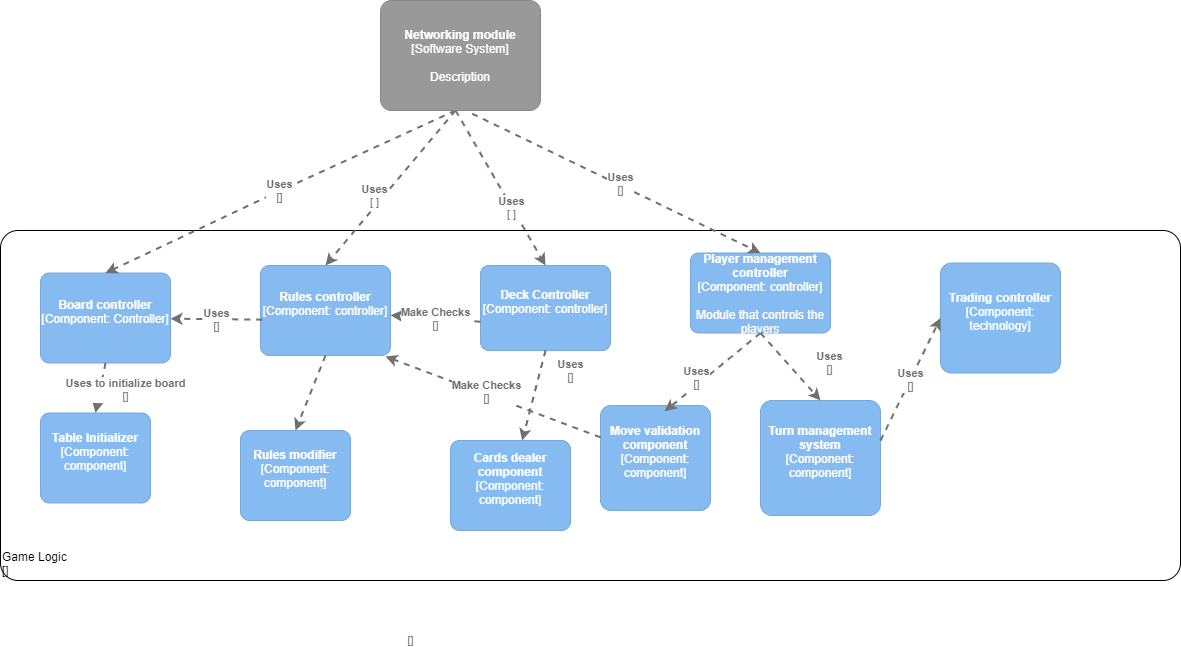 Networking module
[Software System]
Description
Uses
[]
Uses
[ ]
Uses
[ ]
Uses
[]
Board controller
[Component: Controller]
Uses
[]
Rules controller
[Component: controller]
Make Checks
[]
Deck Controller
[Component: controller]
Player management
controller
[Component: controller]
Module that controls the
players
Trading controller
[Component:
technology]
Uses to initialize board
[]
Make Checks
[]
Uses
[]
Uses
[]
Uses
[]
Uses
[]
Table Initializer
[Component:
component]
Rules modifier
[Component:
component]
Cards dealer
component
[Component:
component]
Move validation
component
[Component:
component]
Turn management
system
[Component:
component]
Game Logic
[]
[]